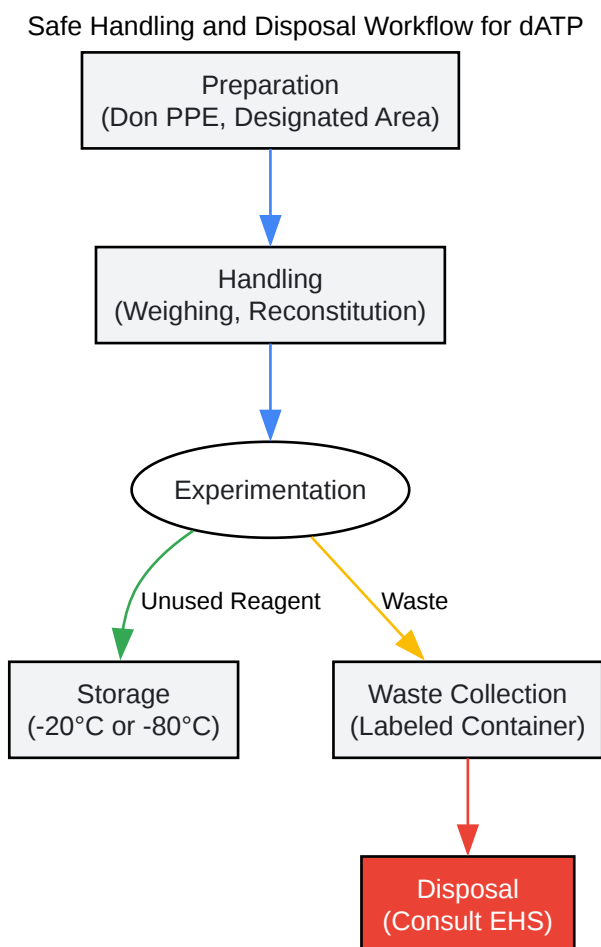 Safe Handling and Disposal Workflow for dATP
Preparation
(Don PPE, Designated Area)
Handling
(Weighing, Reconstitution)
Experimentation
Unused Reagent
Waste
Storage
(-20°C or -80°C)
Waste Collection
(Labeled Container)
Disposal
(Consult EHS)